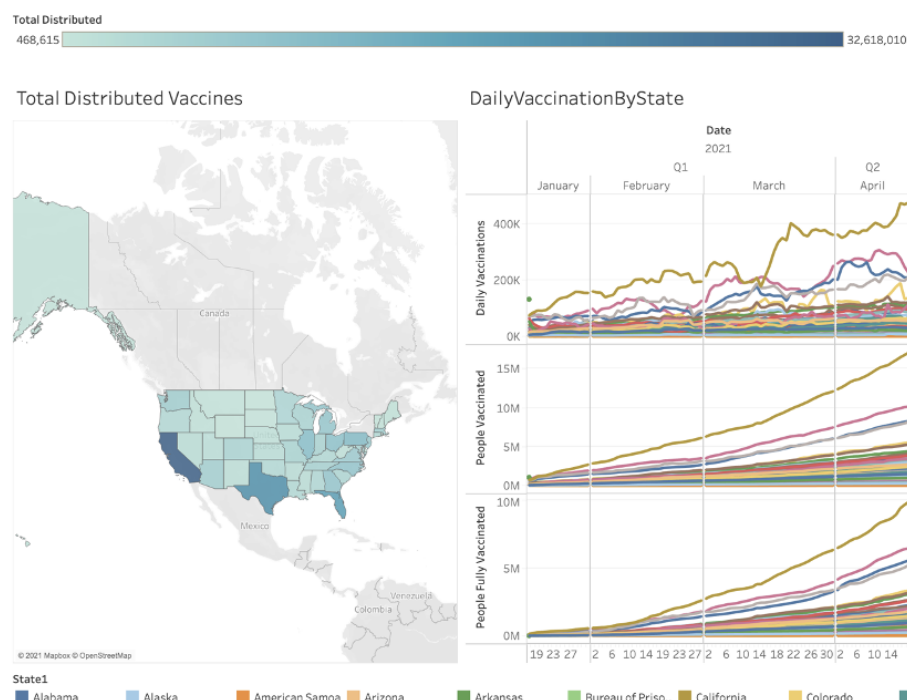 Total Distributed
468,615 32,618,010
Total Distributed Vaccines
DailyVaccinationByState
Date
2021
Q1 Q2
January February March April
Daily Vaccinations
400K
200K
0K
People Vaccinated
15M
10M
5M
0M
People Fully Vaccinated
10M
5M
0M
19 23 27 2 6 10 14 19 23 27 2 6 10 14 18 22 26 30 2 6 10 14
Canada
Mexico
Venezuela
Colombia
© 2021 Mapbox © OpenStreetMap
State1
Alabama Alaska American Samoa Arizona Arkansas Bureau of Priso.. California Colorado